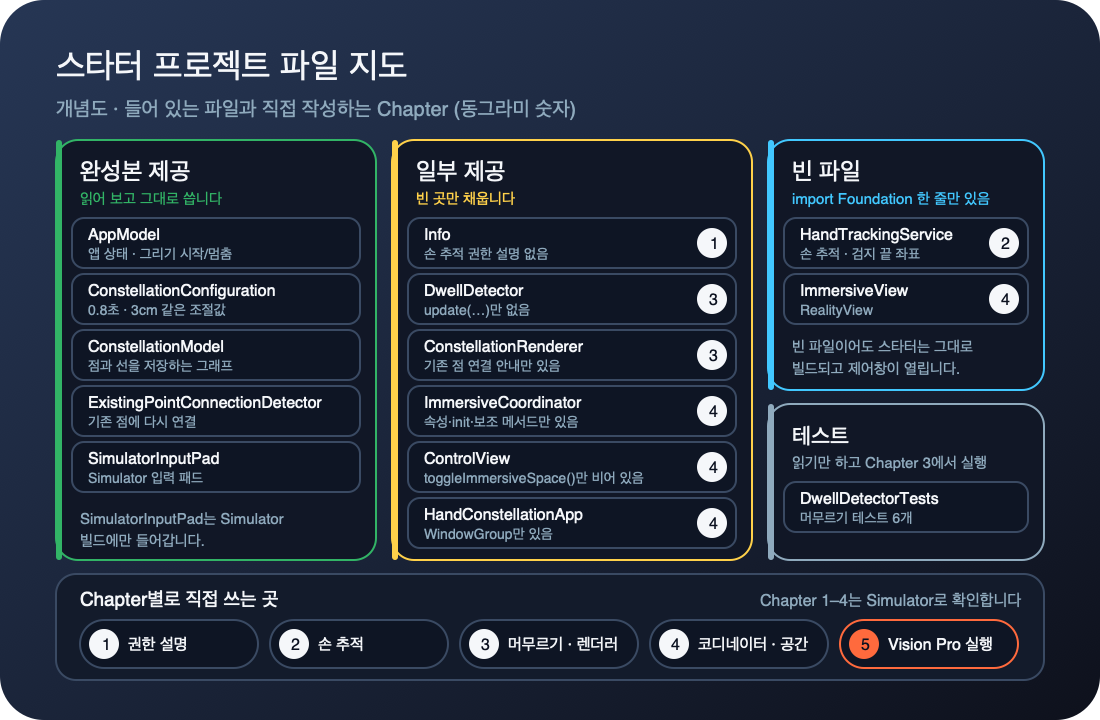 스타터 프로젝트 파일 지도
개념도 · 들어 있는 파일과 직접 작성하는 Chapter (동그라미 숫자)
완성본 제공
읽어 보고 그대로 씁니다
AppModel
앱 상태 · 그리기 시작/멈춤
ConstellationConfiguration
0.8초 · 3cm 같은 조절값
ConstellationModel
점과 선을 저장하는 그래프
ExistingPointConnectionDetector
기존 점에 다시 연결
SimulatorInputPad
Simulator 입력 패드
SimulatorInputPad는 Simulator
빌드에만 들어갑니다.
일부 제공
빈 곳만 채웁니다
Info
손 추적 권한 설명 없음
1
DwellDetector
update(…)만 없음
3
ConstellationRenderer
기존 점 연결 안내만 있음
3
ImmersiveCoordinator
속성·init·보조 메서드만 있음
4
ControlView
toggleImmersiveSpace()만 비어 있음
4
HandConstellationApp
WindowGroup만 있음
4
빈 파일
import Foundation 한 줄만 있음
HandTrackingService
손 추적 · 검지 끝 좌표
2
ImmersiveView
RealityView
4
빈 파일이어도 스타터는 그대로
빌드되고 제어창이 열립니다.
테스트
읽기만 하고 Chapter 3에서 실행
DwellDetectorTests
머무르기 테스트 6개
Chapter별로 직접 쓰는 곳
Chapter 1–4는 Simulator로 확인합니다
1 권한 설명
2 손 추적
3 머무르기 · 렌더러
4 코디네이터 · 공간
5 Vision Pro 실행